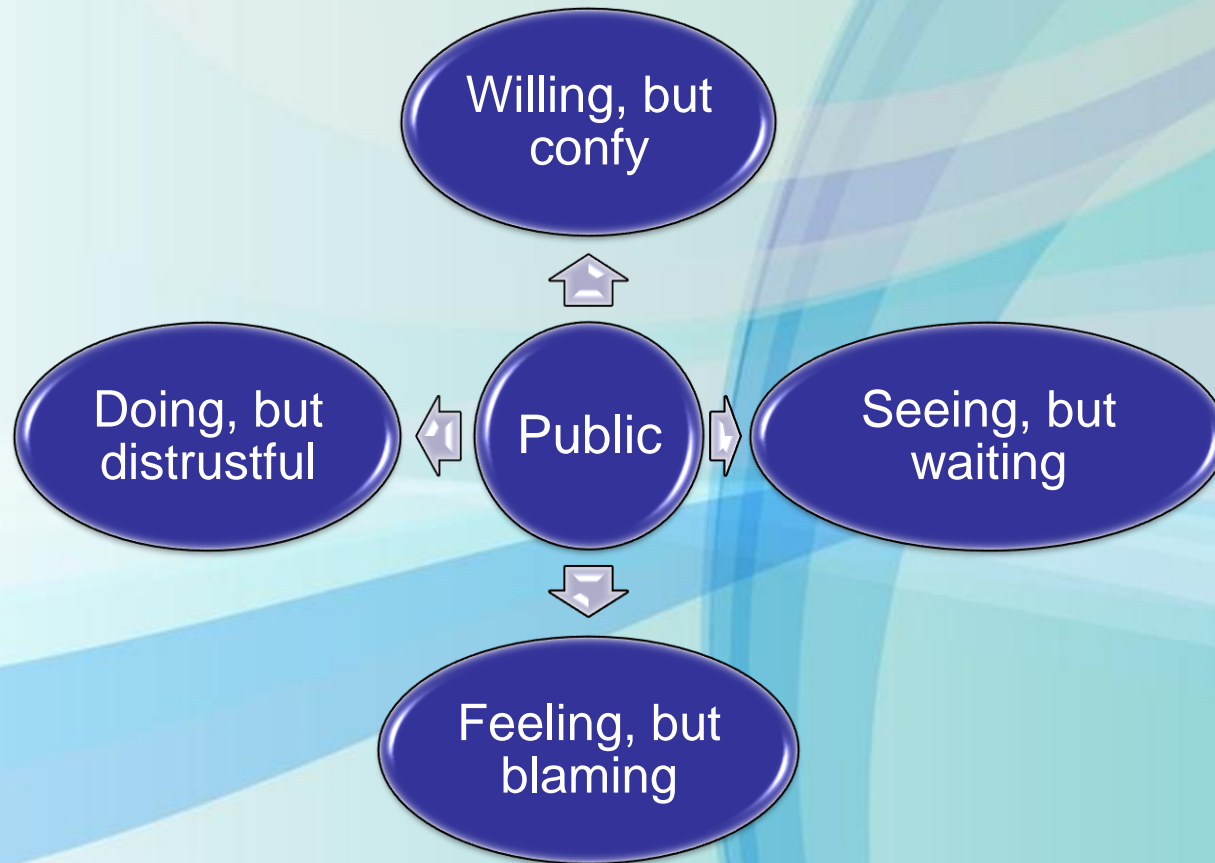 Willing, but
confy
Doing, but
distrustful
Public
Seeing, but
waiting
Feeling, but
blaming